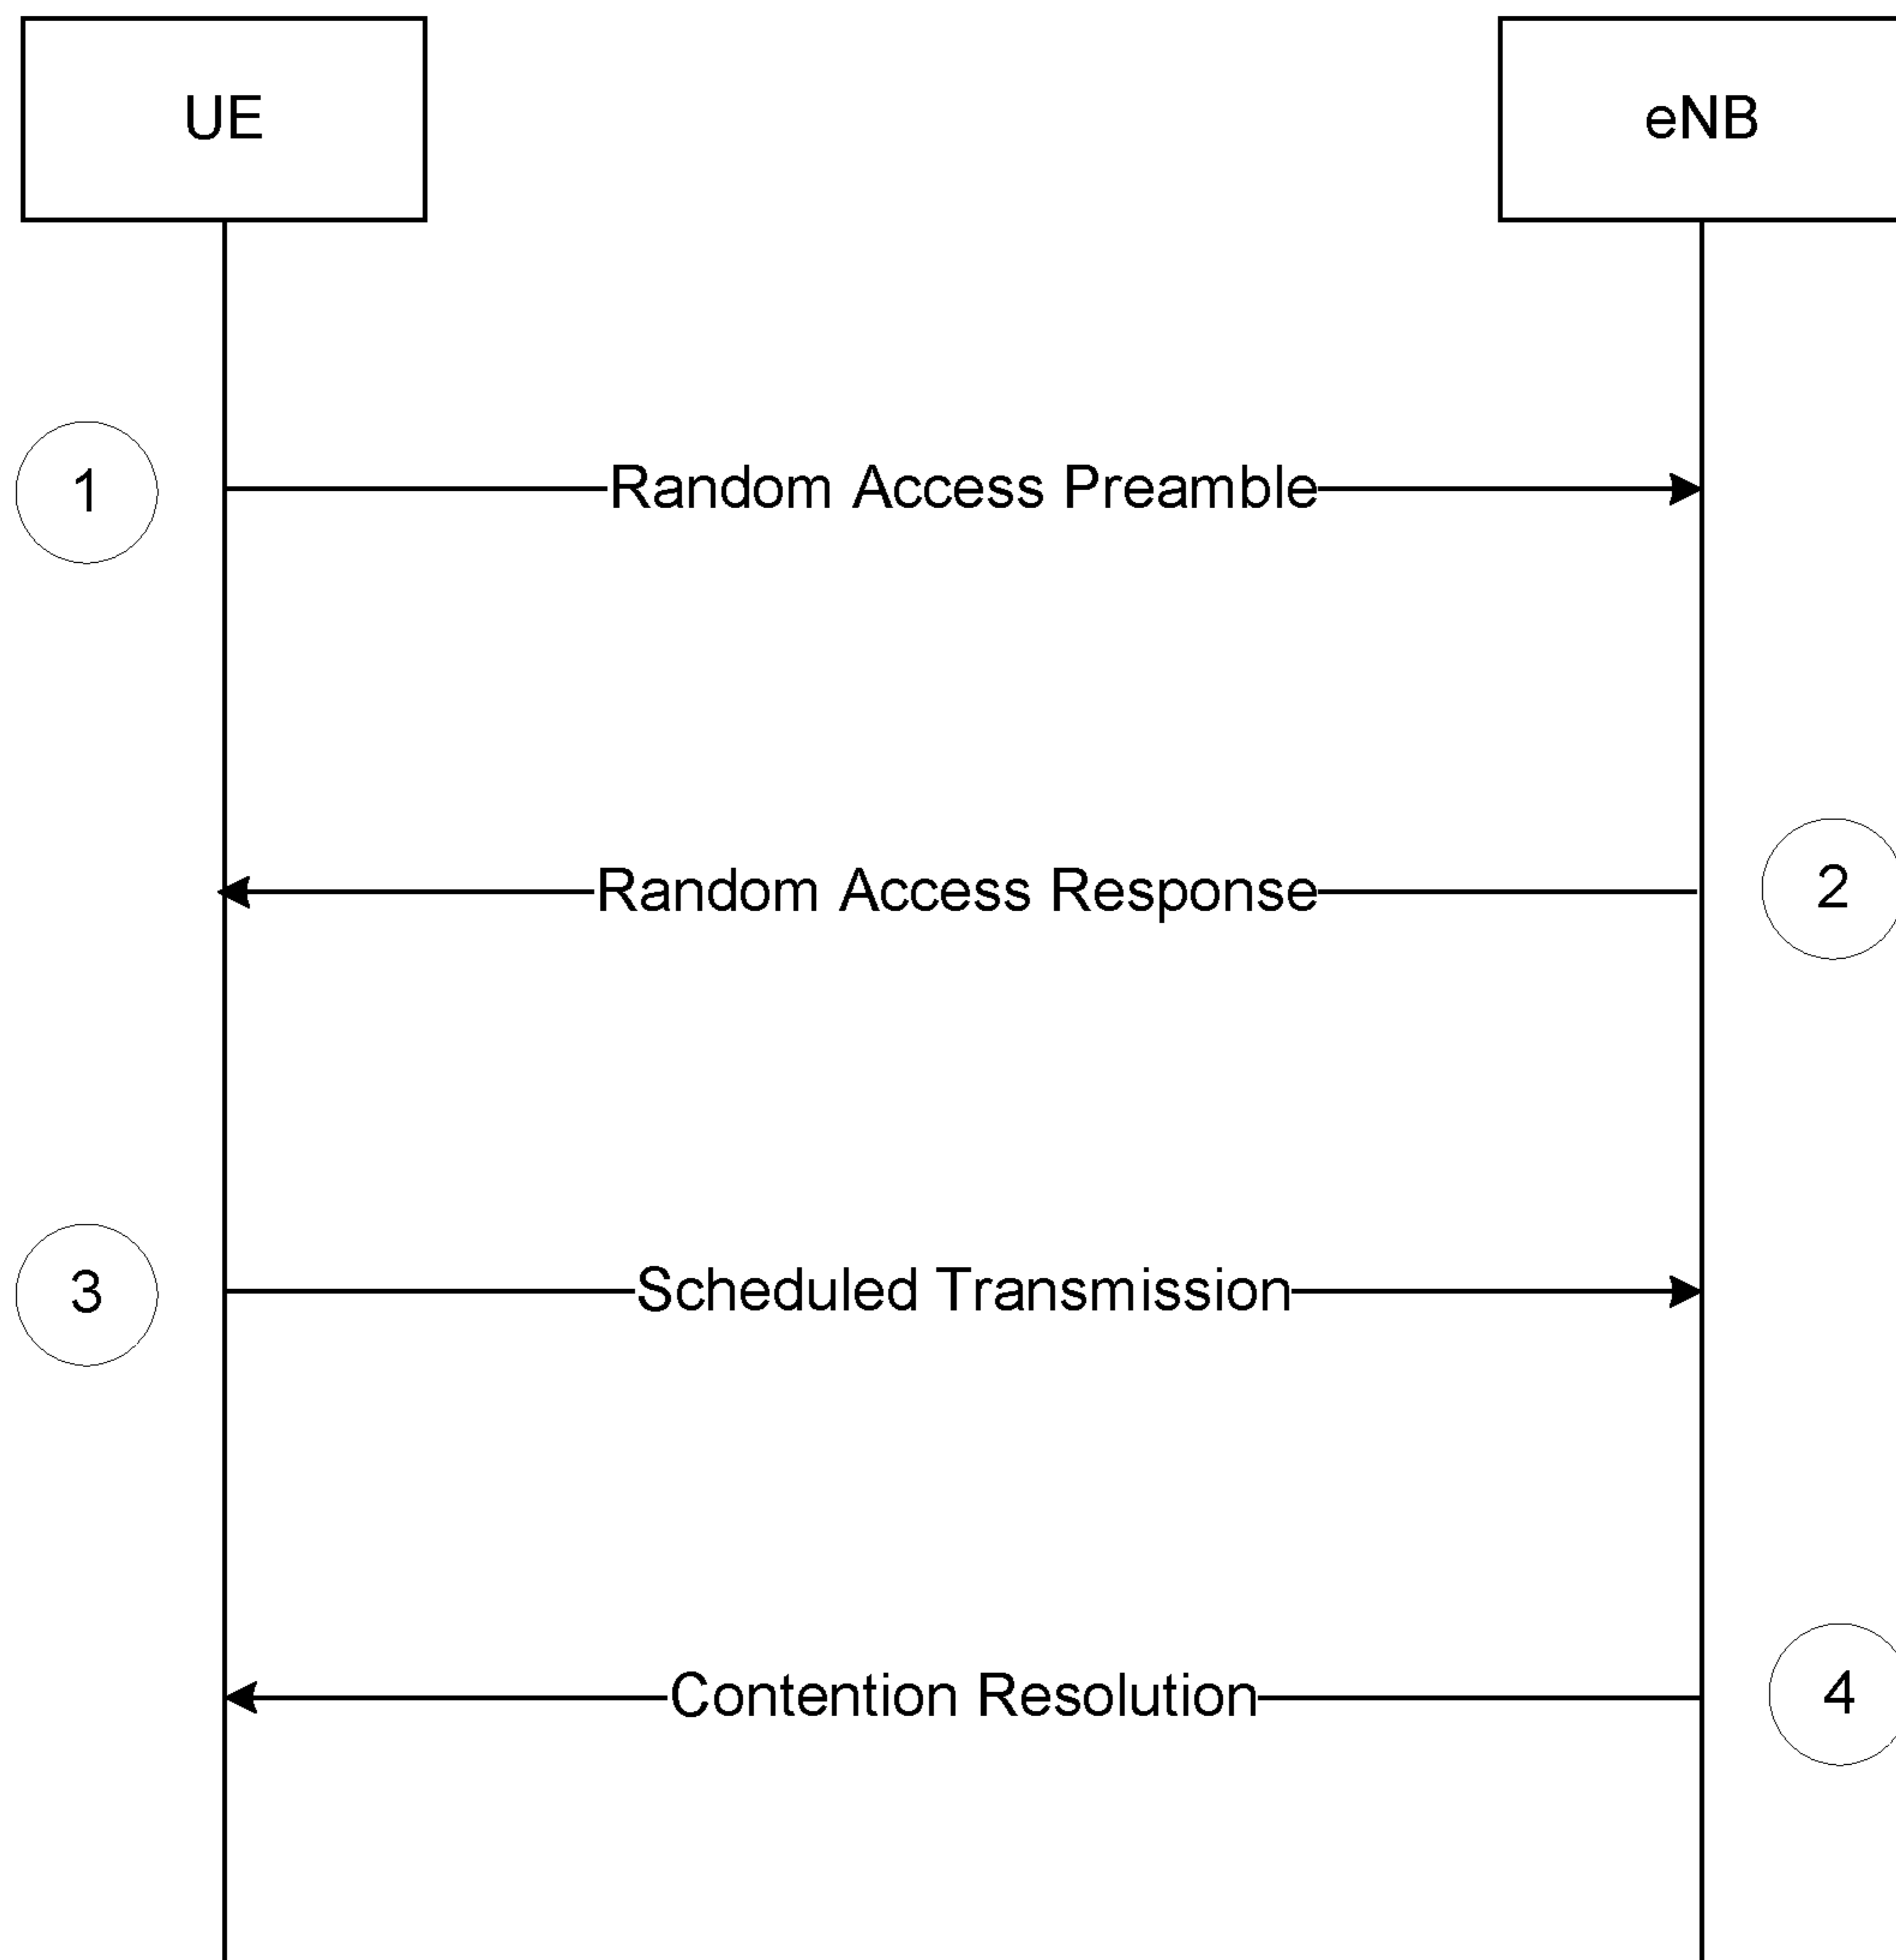 UE
eNB
1
Random Access Preamble
Random Access Response
2
3
Scheduled Transmission
Contention Resolution
4